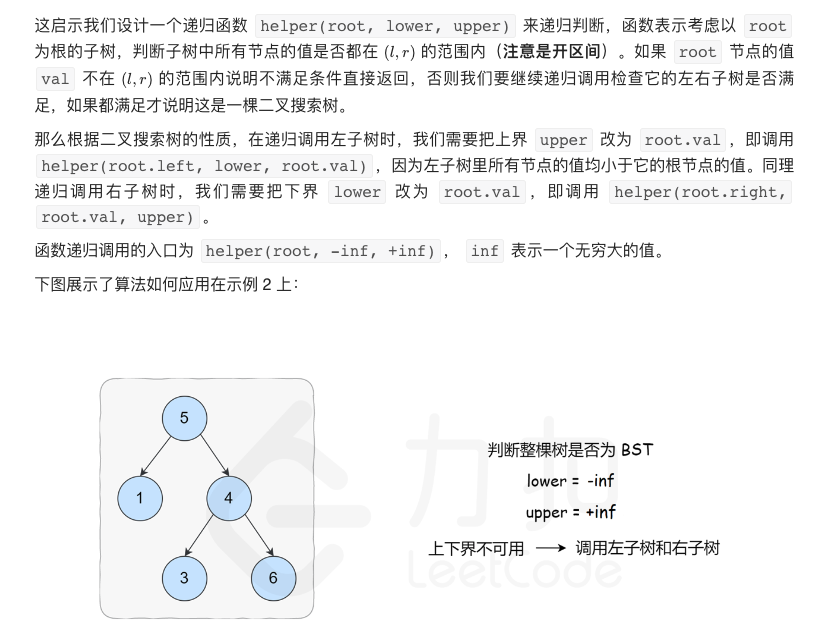 这启示我们设计一个递归函数 helper(root, lower, upper) 来递归判断，函数表示考虑以 root
为根的子树，判断子树中所有节点的值是否都在 (l, r) 的范围内（注意是开区间）。如果 root 节点的值
val 不在 (l, r) 的范围内说明不满足条件直接返回，否则我们要继续递归调用检查它的左右子树是否满
足，如果都满足才说明这是一棵二叉搜索树。
那么根据二叉搜索树的性质，在递归调用左子树时，我们需要把上界 upper 改为 root.val，即调用
helper(root.left, lower, root.val)，因为左子树里所有节点的值均小于它的根节点的值。同理
递归调用右子树时，我们需要把下界 lower 改为 root.val，即调用 helper(root.right,
root.val, upper)。
函数递归调用的入口为 helper(root, -inf, +inf)， inf 表示一个无穷大的值。
下图展示了算法如何应用在示例 2 上：
5
1 4
3 6
判断整棵树是否为 BST
lower = -inf
upper = +inf
上下界不可用 ⟶ 调用左子树和右子树
力扣
LeetCode